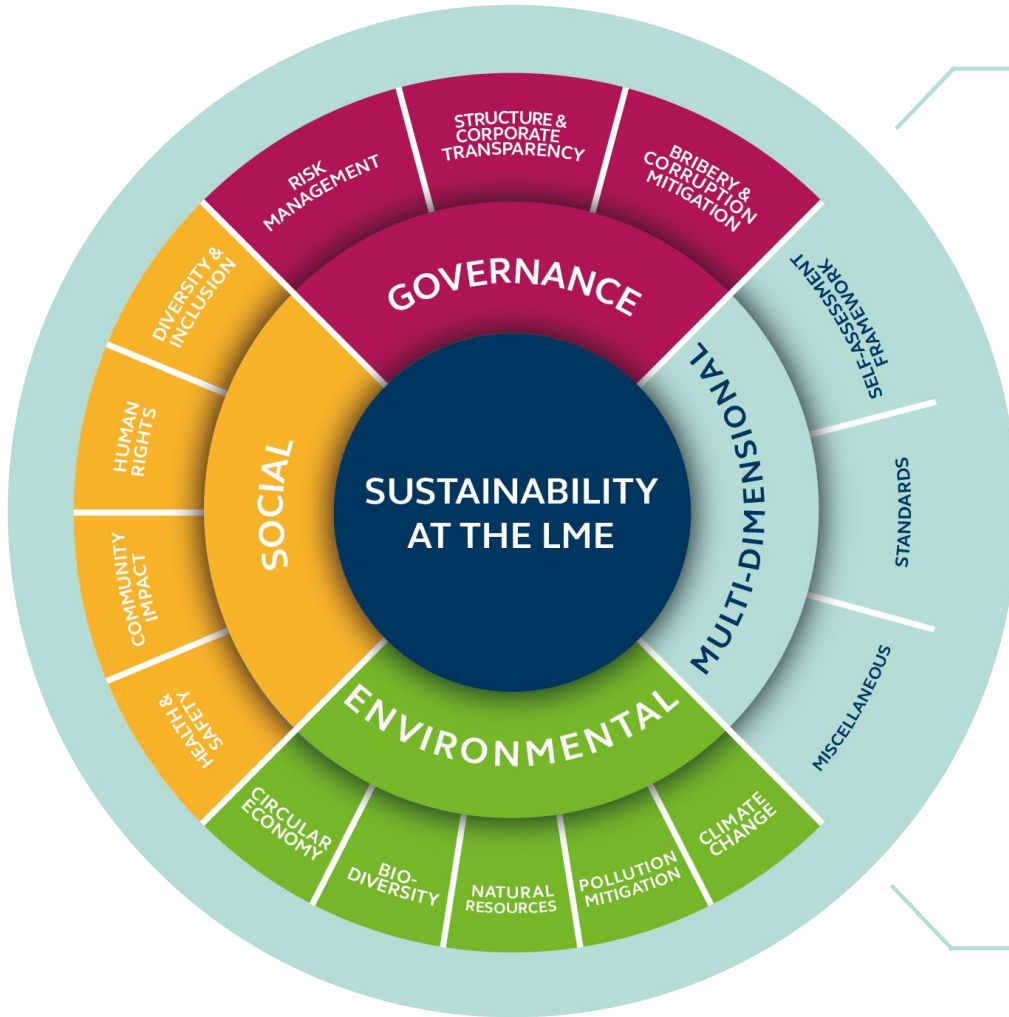 SUSTAINABILITY
AT THE LME
GOVERNANCE
RISK
MANAGEMENT
STRUCTURE &
CORPORATE
TRANSPARENCY
BRIBERY &
CORRUPTION
MITIGATION
MULTI-DIMENSIONAL
SELF-ASSESSMENT
FRAMEWORK
STANDARDS
MISCELLANEOUS
ENVIRONMENTAL
CLIMATE
CHANGE
POLLUTION
MITIGATION
NATURAL
RESOURCES
BIO-
DIVERSITY
CIRCULAR
ECONOMY
SOCIAL
HEALTH &
SAFETY
COMMUNITY
IMPACT
HUMAN
RIGHTS
DIVERSITY &
INCLUSION